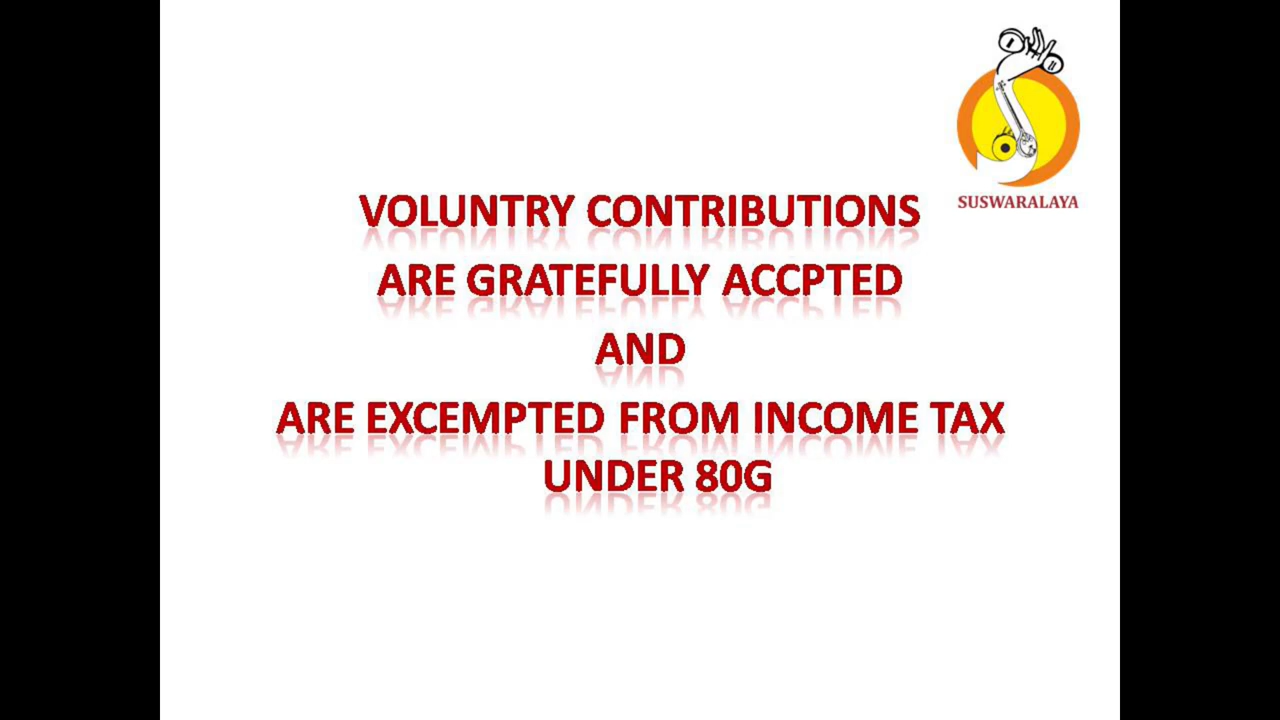 SUSWARALAYA
VOLUNTRY CONTRIBUTIONS
ARE GRATEFULLY ACCPTED
AND
ARE EXCEMPTED FROM INCOME TAX
UNDER 80G